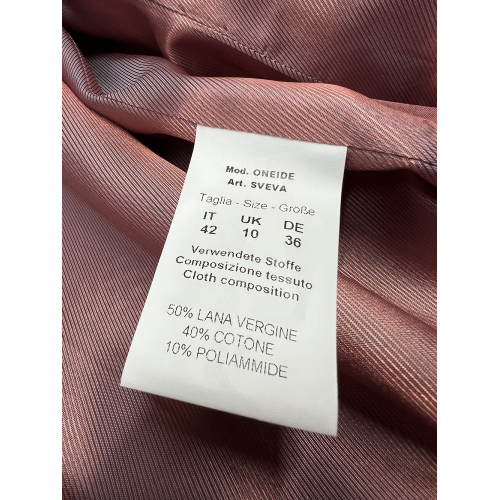 Mod. ONEIDE
Art. SVEVA
Taglia - Size - Größe
IT UK DE
42 10 36
Verwendete Stoffe
Composizione tessuto
Cloth composition
50% LANA VERGINE
40% COTONE
10% POLIAMMIDE